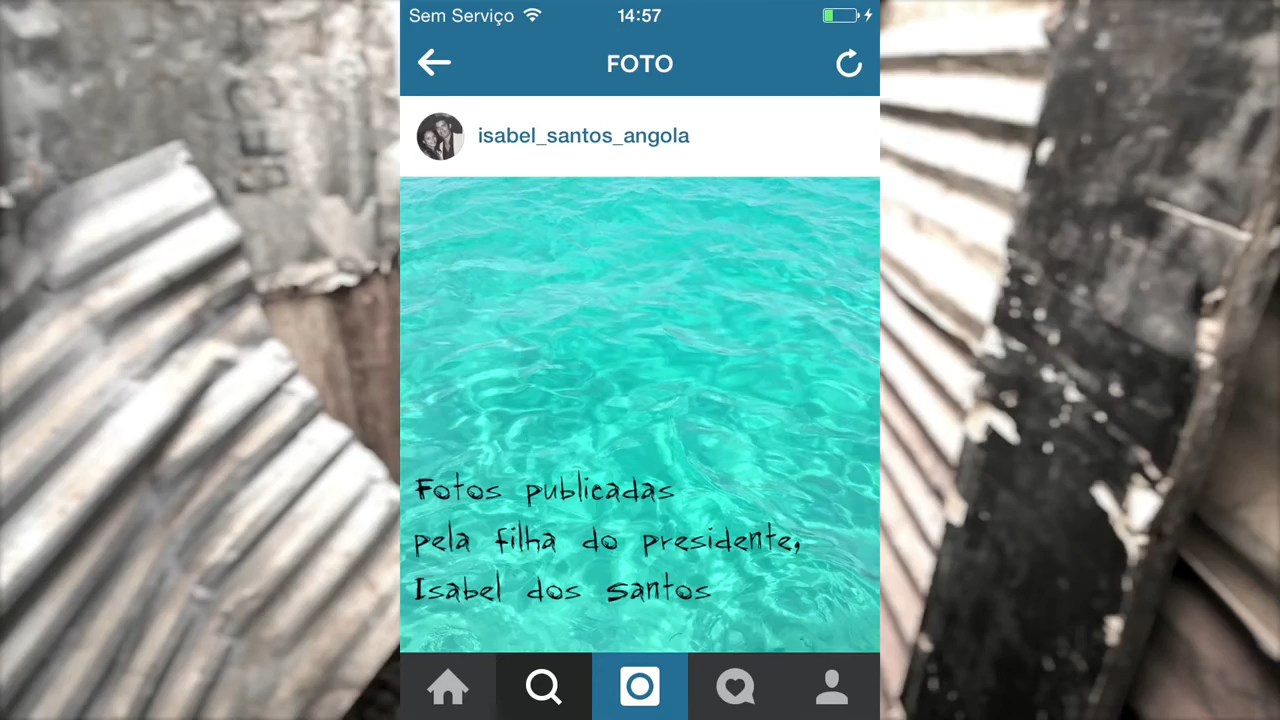 Sem Serviço 14:57
FOTO
isabel_santos_angola
Fotos publicadas
pela filha do presidente,
Isabel dos Santos